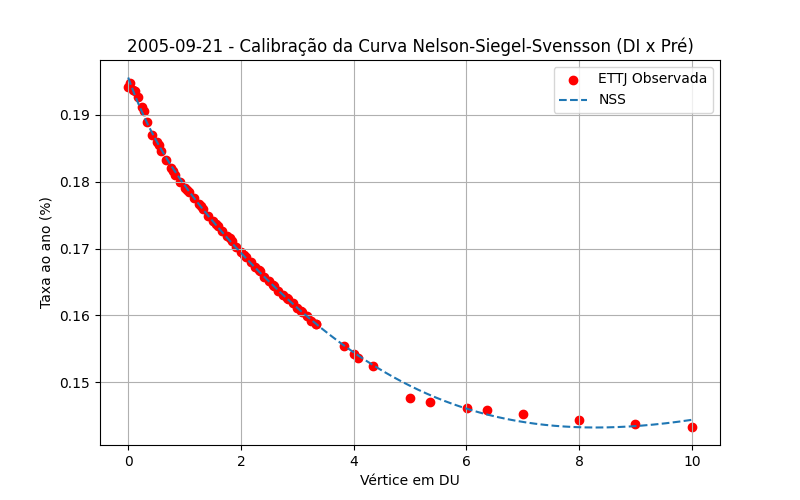 2005-09-21 - Calibração da Curva Nelson-Siegel-Svensson (DI x Pré)
ETTJ Observada
NSS
Taxa ao ano (%)
0.19
0.18
0.17
0.16
0.15
0 2 4 6 8 10
Vértice em DU